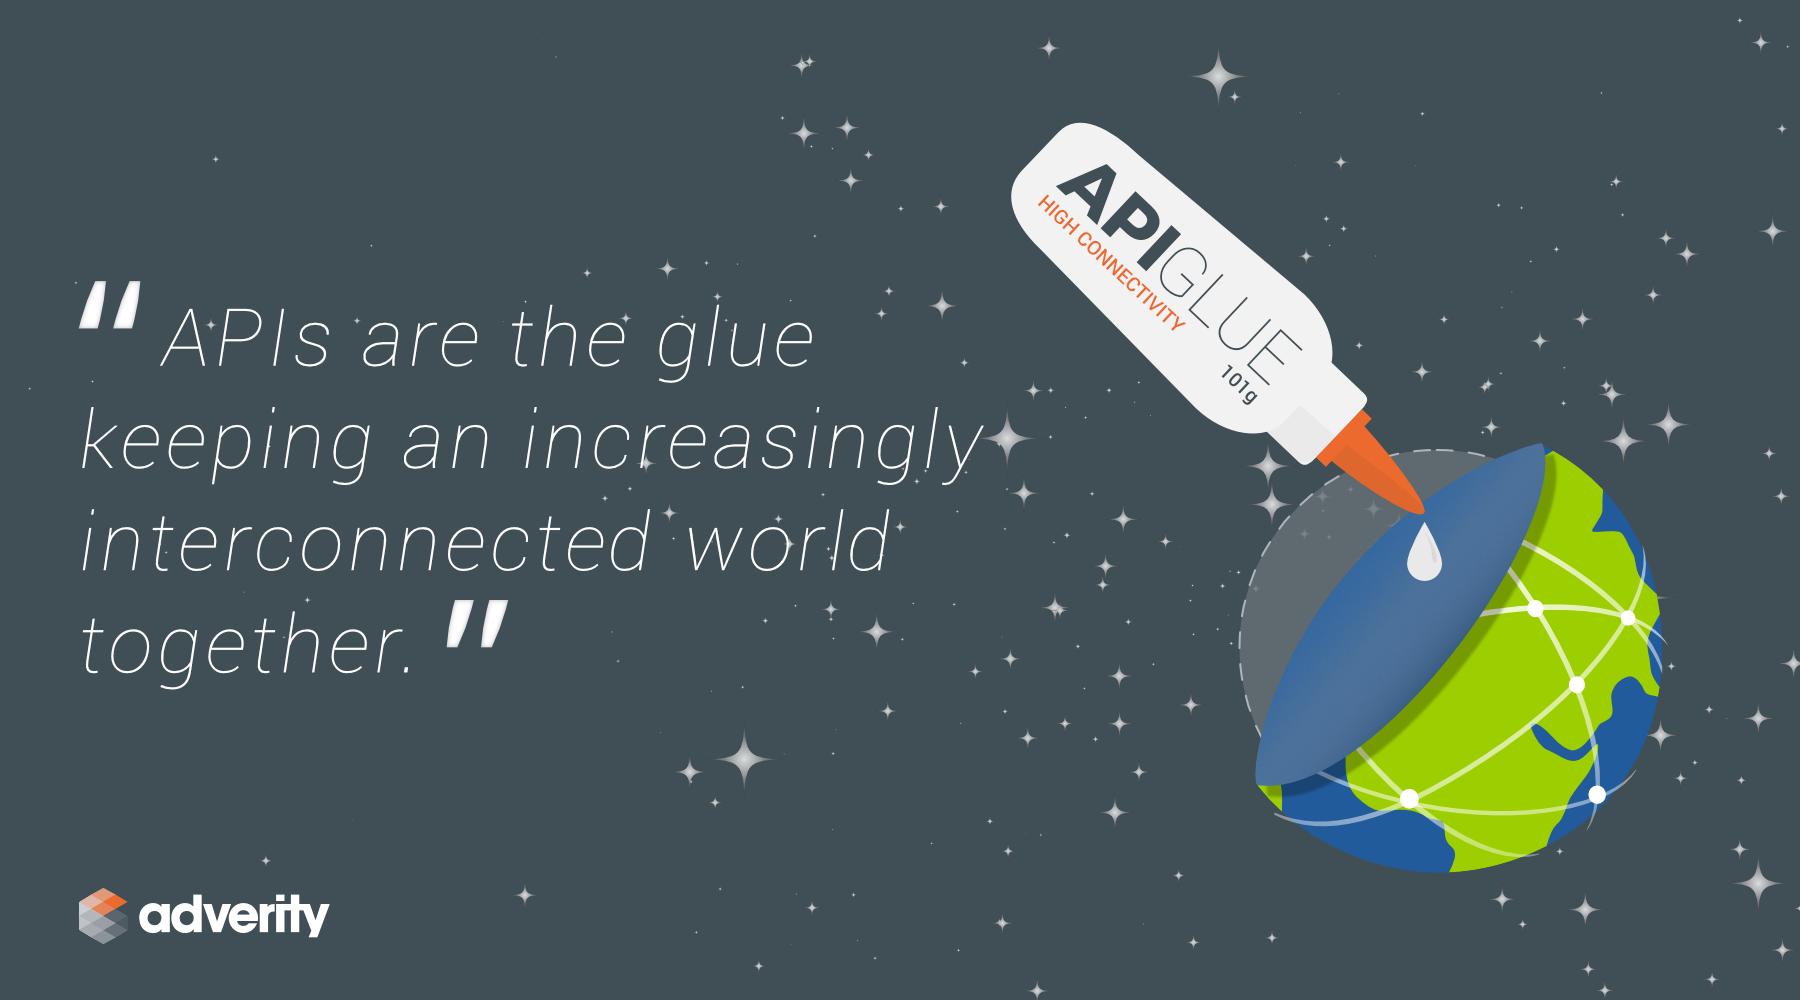 “ APIs are the glue
keeping an increasingly
interconnected world
together. ”
APIGLUE
HIGH CONNECTIVITY
101g
adverity